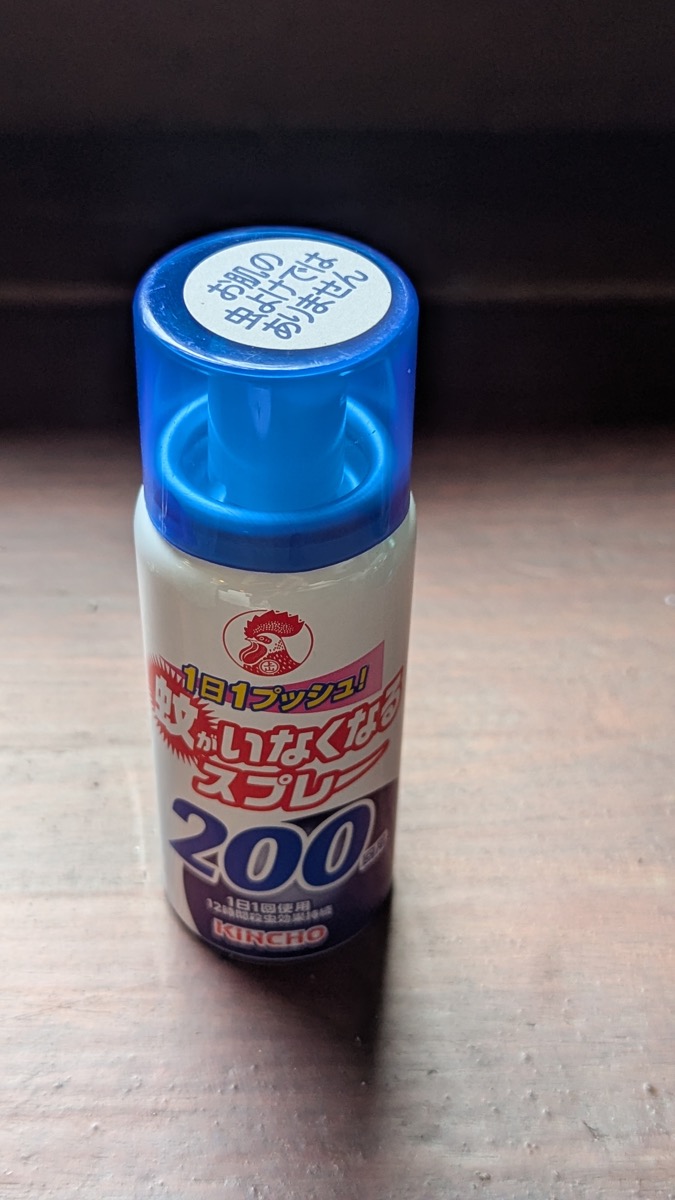 お肌の
虫よけでは
ありません
1日1プッシュ!
蚊がいなくなる
スプレー
200
1日1回使用
12時間殺虫効果持続
KINCHO